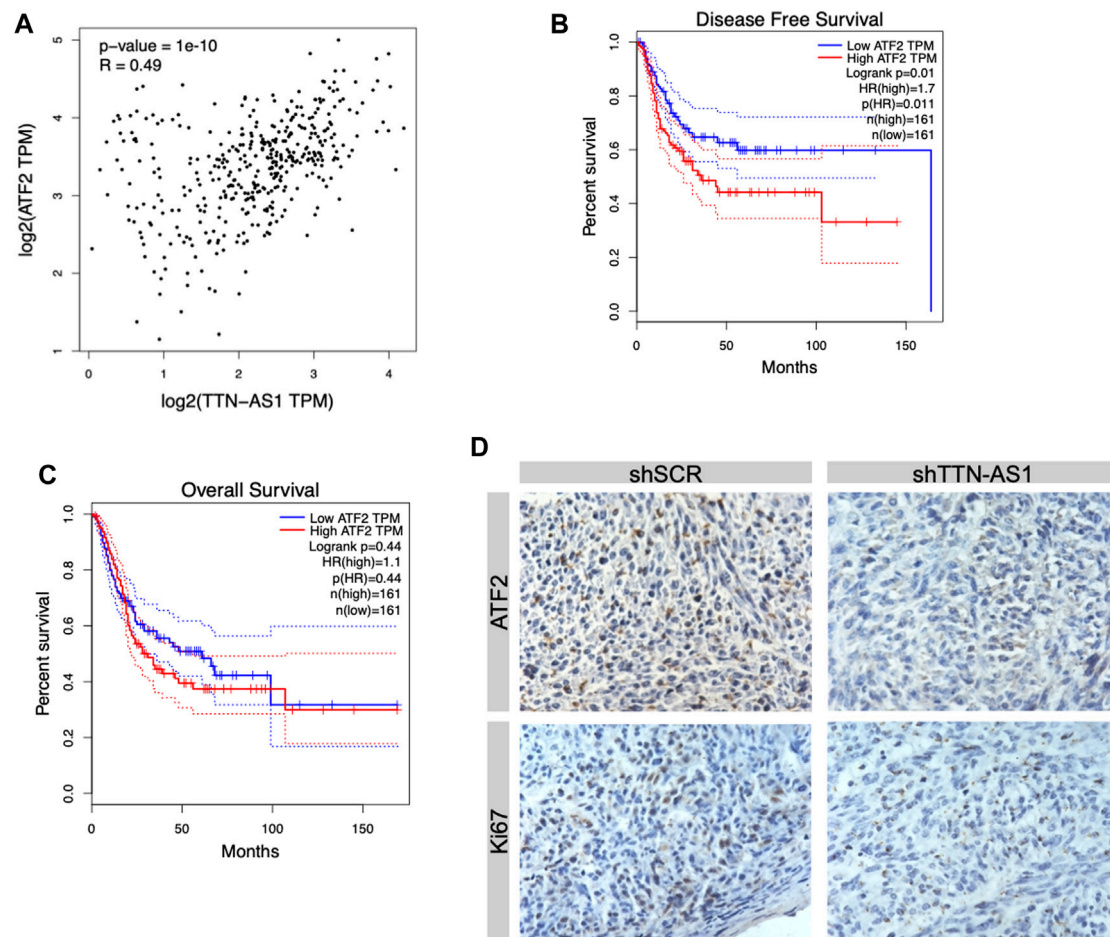 A
p-value = 1e-10
R = 0.49
5
4
3
2
1
log2(ATF2 TPM)
0 1 2 3 4
log2(TTN-AS1 TPM)
B
Disease Free Survival
Low ATF2 TPM
High ATF2 TPM
Logrank p=0.01
HR(high)=1.7
p(HR)=0.011
n(high)=161
n(low)=161
1.0
0.8
0.6
0.4
0.2
0.0
Percent survival
0 50 100 150
Months
C
Overall Survival
Low ATF2 TPM
High ATF2 TPM
Logrank p=0.44
HR(high)=1.1
p(HR)=0.44
n(high)=161
n(low)=161
1.0
0.8
0.6
0.4
0.2
0.0
Percent survival
0 50 100 150
Months
D
shSCR shTTN-AS1
ATF2
Ki67